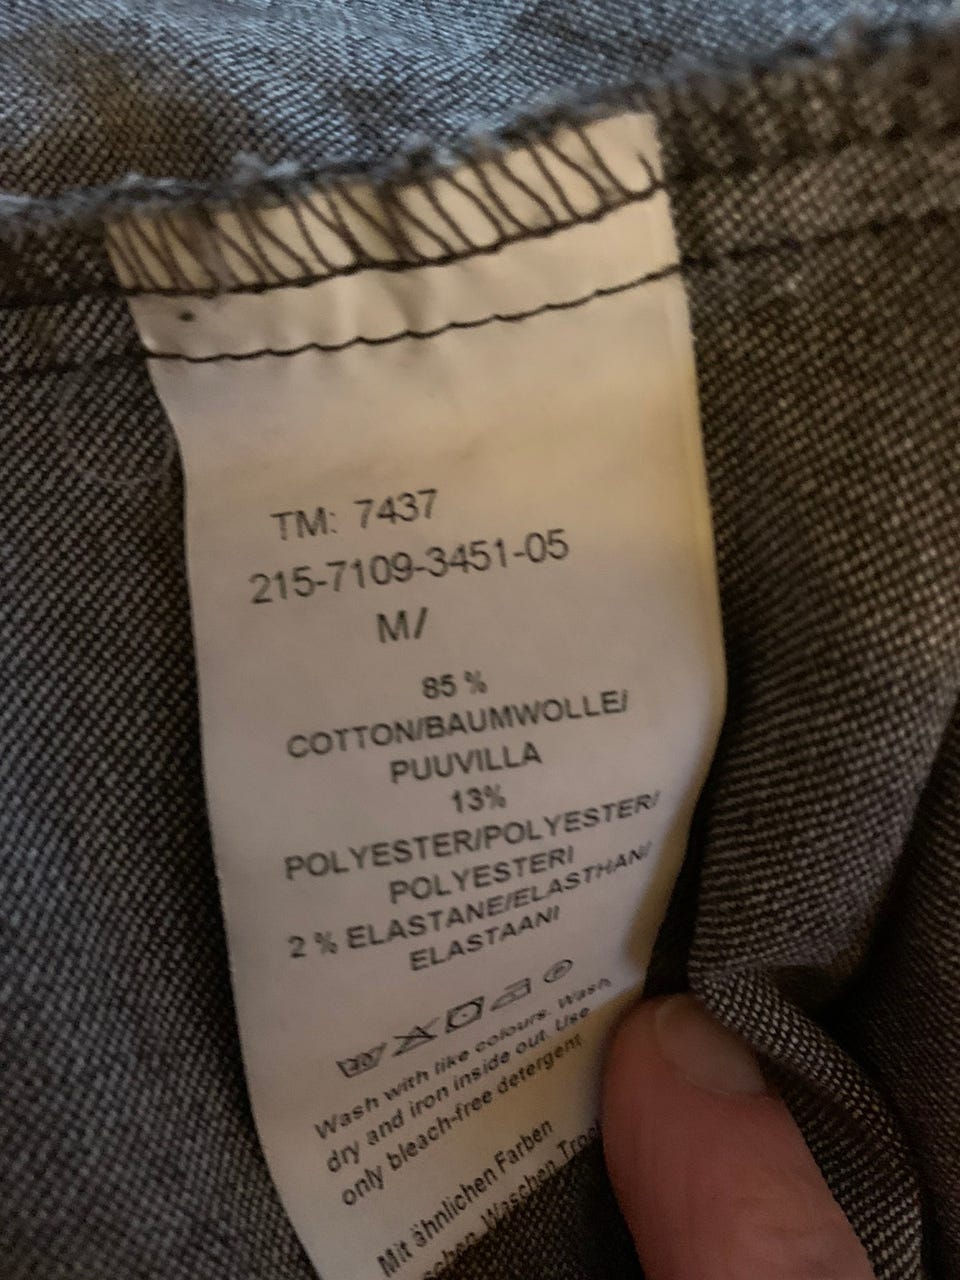 TM: 7437
215-7109-3451-05
M/
85 %
COTTON/BAUMWOLLE/
PUUVILLA
13%
POLYESTER/POLYESTER/
POLYESTERI
2 % ELASTANE/ELASTHAN/
ELASTAANI
Wash with like colours. Wash
dry and iron inside out. Use
only bleach-free detergent
Mit ähnlichen Farben
Waschen